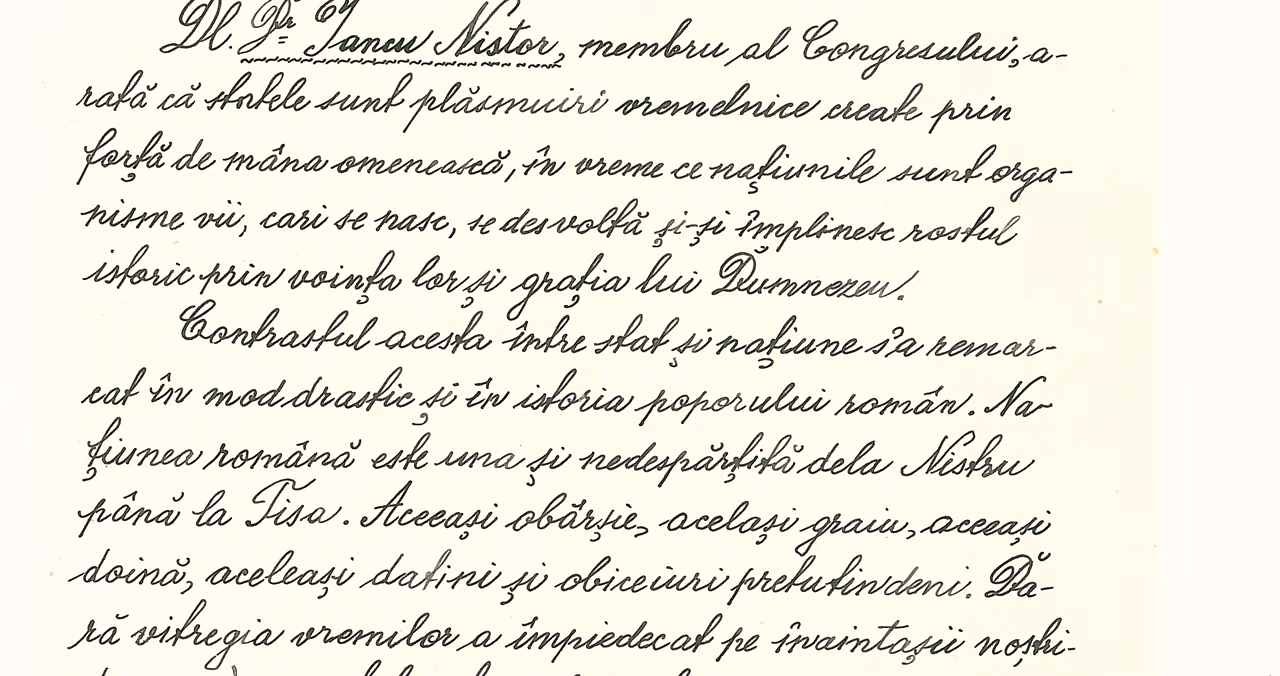 Dl. Dr Iancu Nistor, membru al Congresului, a-
rată că statele sunt plăsmuiri vremelnice create prin
forță de mâna omenească, în vreme ce națiunile sunt orga-
nisme vii, cari se nasc, se desvoltă și-și împlinesc rostul
istoric prin voința lor și grația lui Dumnezeu.
Contrastul acesta între stat și națiune s'a remar-
cat în mod drastic și în istoria poporului român. Na-
țiunea română este una și nedespărțită dela Nistru
până la Tisa. Aceeași obârșie, același graiu, aceeași
doină, aceleași datini și obiceiuri pretutindeni. Da-
ră vitregia vremilor a împiedecat pe înaintașii noștri-